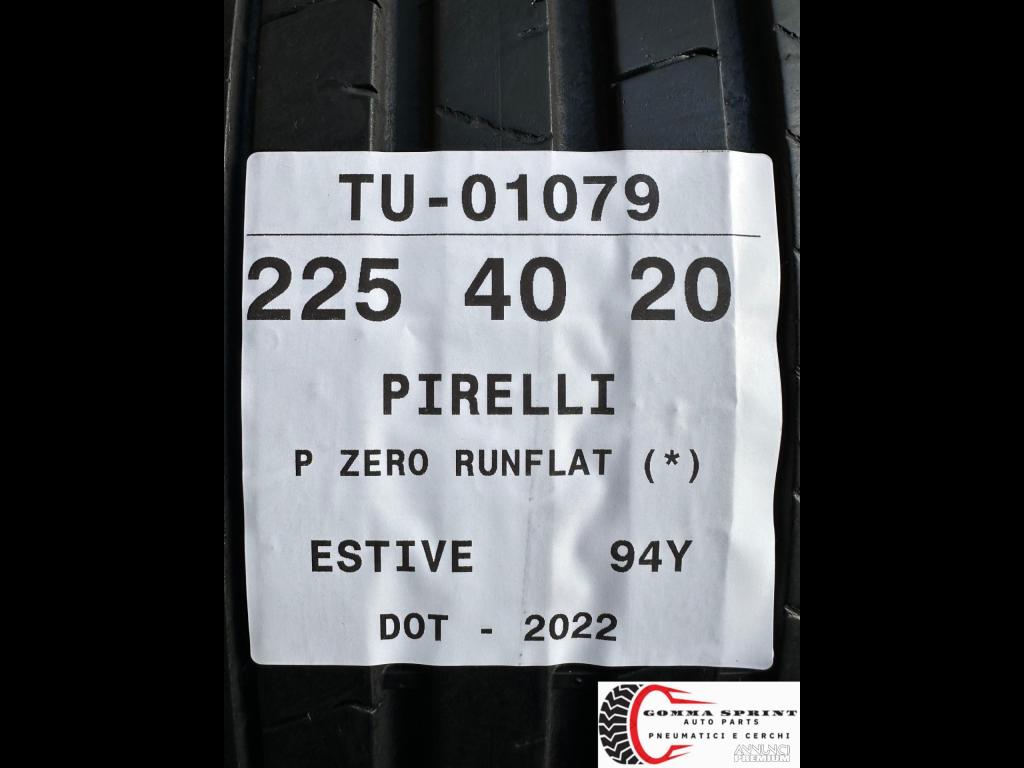 TU-01079
225 40 20
PIRELLI
P ZERO RUNFLAT (*)
ESTIVE 94Y
DOT - 2022
GOMMA SPRINT
AUTO PARTS
PNEUMATICI E CERCHI
ANNUNCI
PREMIUM